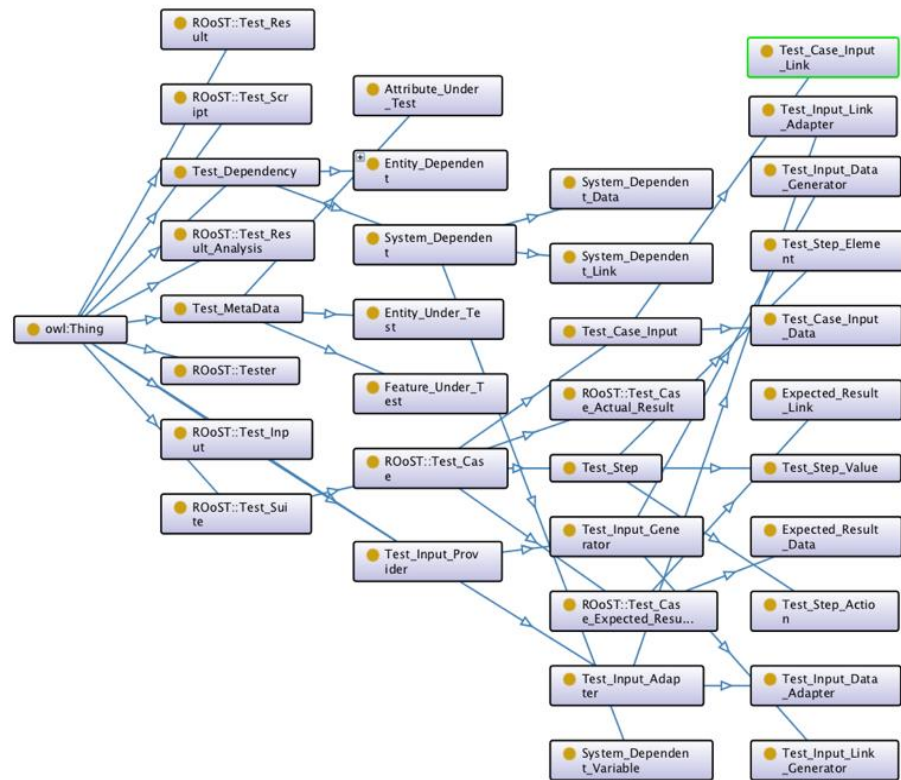 ROoST::Test_Res
ult
ROoST::Test_Scr
ipt
Test_Dependency
ROoST::Test_Res
ult_Analysis
Test_MetaData
owl:Thing
ROoST::Tester
ROoST::Test_Inp
ut
ROoST::Test_Sui
te
Attribute_Under
_Test
Entity_Dependen
t
System_Dependen
t
Entity_Under_Te
st
Feature_Under_T
est
ROoST::Test_Cas
e
Test_Input_Prov
ider
System_Dependen
t_Data
System_Dependen
t_Link
Test_Case_Input
ROoST::Test_Cas
e_Actual_Result
Test_Step
Test_Input_Gene
rator
ROoST::Test_Cas
e_Expected_Resu...
Test_Input_Adap
ter
System_Dependen
t_Variable
Test_Case_Input
_Link
Test_Input_Link
_Adapter
Test_Input_Data
_Generator
Test_Step_Eleme
nt
Test_Case_Input
_Data
Expected_Result
_Link
Test_Step_Value
Expected_Result
_Data
Test_Step_Actio
n
Test_Input_Data
_Adapter
Test_Input_Link
_Generator